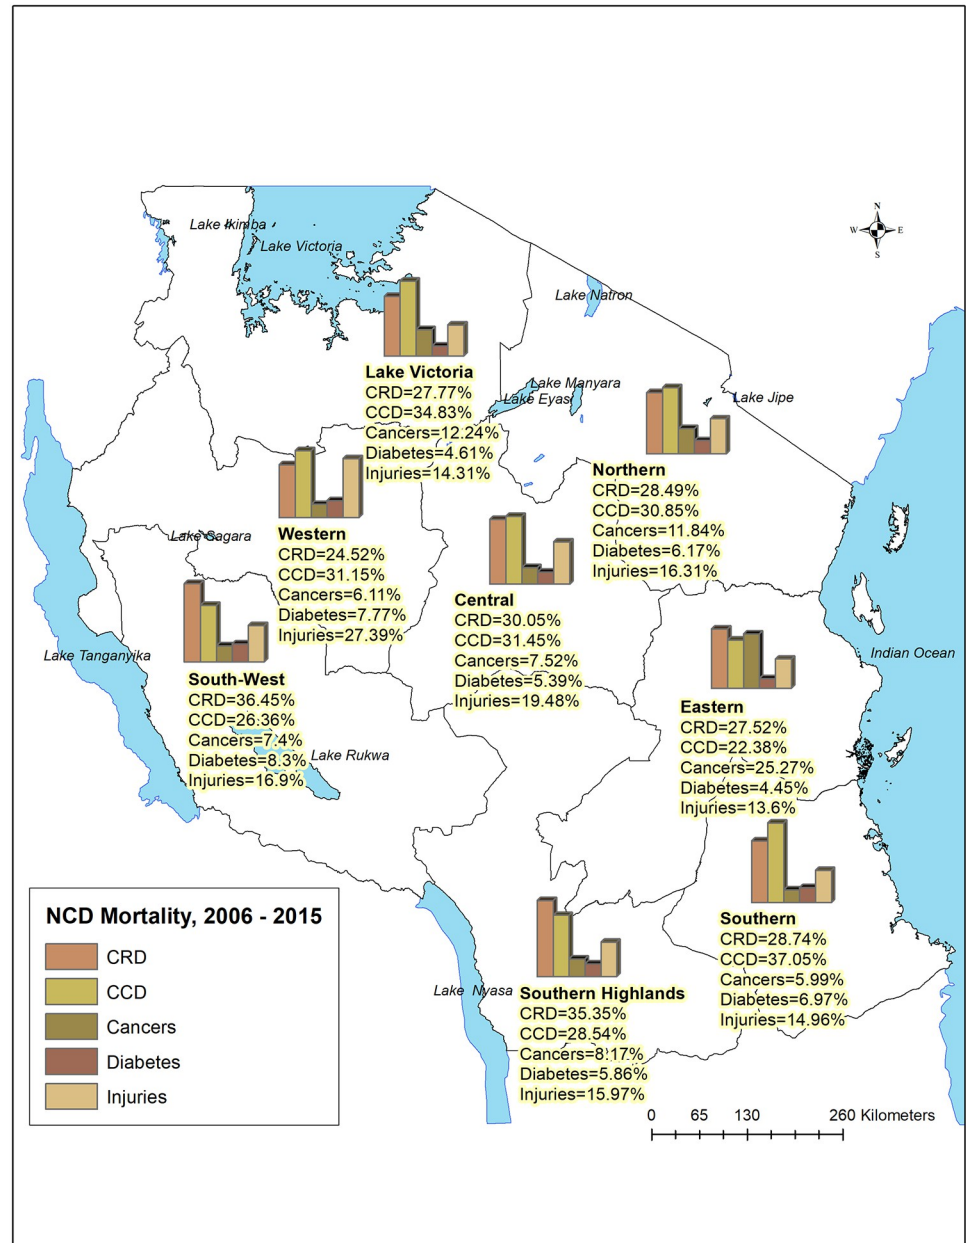 N
W
E
S
Lake Ikimba
Lake Victoria
Lake Natron
Lake Manyara
Lake Eyasi
Lake Jipe
Lake Victoria
CRD=27.77%
CCD=34.83%
Cancers=12.24%
Diabetes=4.61%
Injuries=14.31%
Northern
CRD=28.49%
CCD=30.85%
Cancers=11.84%
Diabetes=6.17%
Injuries=16.31%
Lake Sagara
Western
CRD=24.52%
CCD=31.15%
Cancers=6.11%
Diabetes=7.77%
Injuries=27.39%
Central
CRD=30.05%
CCD=31.45%
Cancers=7.52%
Diabetes=5.39%
Injuries=19.48%
Lake Tanganyika
Indian Ocean
South-West
CRD=36.45%
CCD=26.36%
Cancers=7.4%
Diabetes=8.3%
Injuries=16.9%
Lake Rukwa
Eastern
CRD=27.52%
CCD=22.38%
Cancers=25.27%
Diabetes=4.45%
Injuries=13.6%
Southern
CRD=28.74%
CCD=37.05%
Cancers=5.99%
Diabetes=6.97%
Injuries=14.96%
Lake Nyasa
Southern Highlands
CRD=35.35%
CCD=28.54%
Cancers=8.17%
Diabetes=5.86%
Injuries=15.97%
NCD Mortality, 2006 - 2015
CRD
CCD
Cancers
Diabetes
Injuries
0 65 130 260 Kilometers